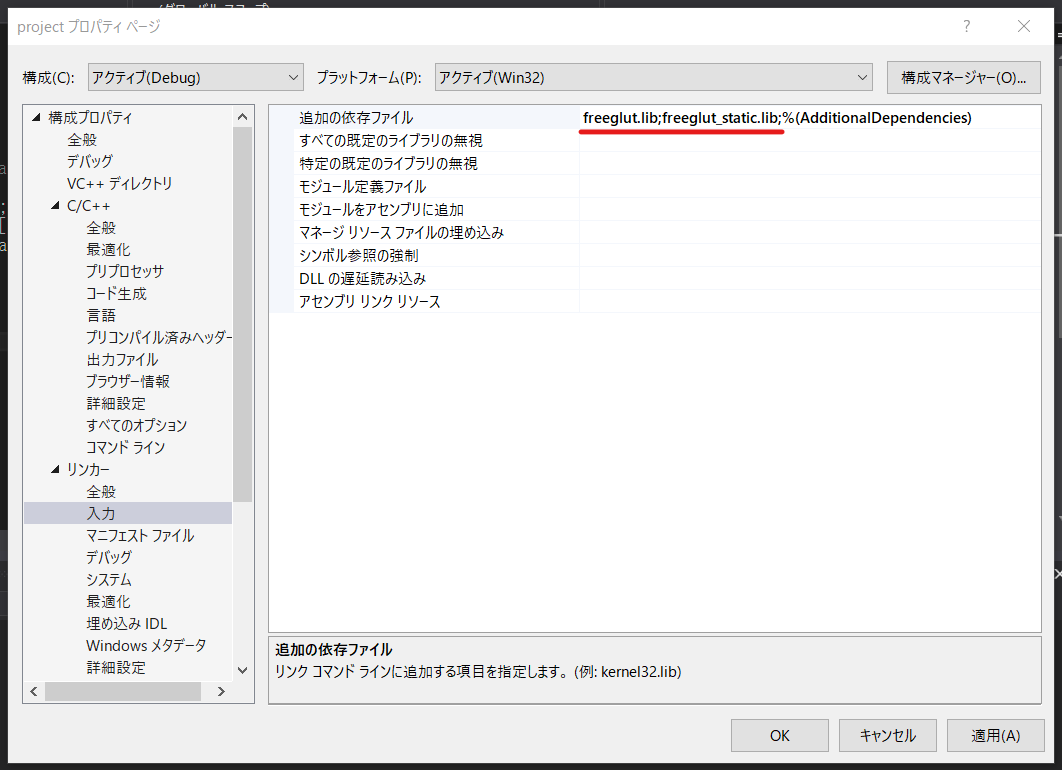 (グローバル スコープ)
project プロパティ ページ
構成(C): アクティブ(Debug) プラットフォーム(P): アクティブ(Win32) 構成マネージャー(O)...
構成プロパティ
全般
デバッグ
VC++ ディレクトリ
C/C++
全般
最適化
プリプロセッサ
コード生成
言語
プリコンパイル済みヘッダー
出力ファイル
ブラウザー情報
詳細設定
すべてのオプション
コマンド ライン
リンカー
全般
入力
マニフェスト ファイル
デバッグ
システム
最適化
埋め込み IDL
Windows メタデータ
詳細設定
追加の依存ファイル freeglut.lib;freeglut_static.lib;%(AdditionalDependencies)
すべての既定のライブラリの無視
特定の既定のライブラリの無視
モジュール定義ファイル
モジュールをアセンブリに追加
マネージ リソース ファイルの埋め込み
シンボル参照の強制
DLL の遅延読み込み
アセンブリ リンク リソース
追加の依存ファイル
リンク コマンド ラインに追加する項目を指定します。(例: kernel32.lib)
OK キャンセル 適用(A)